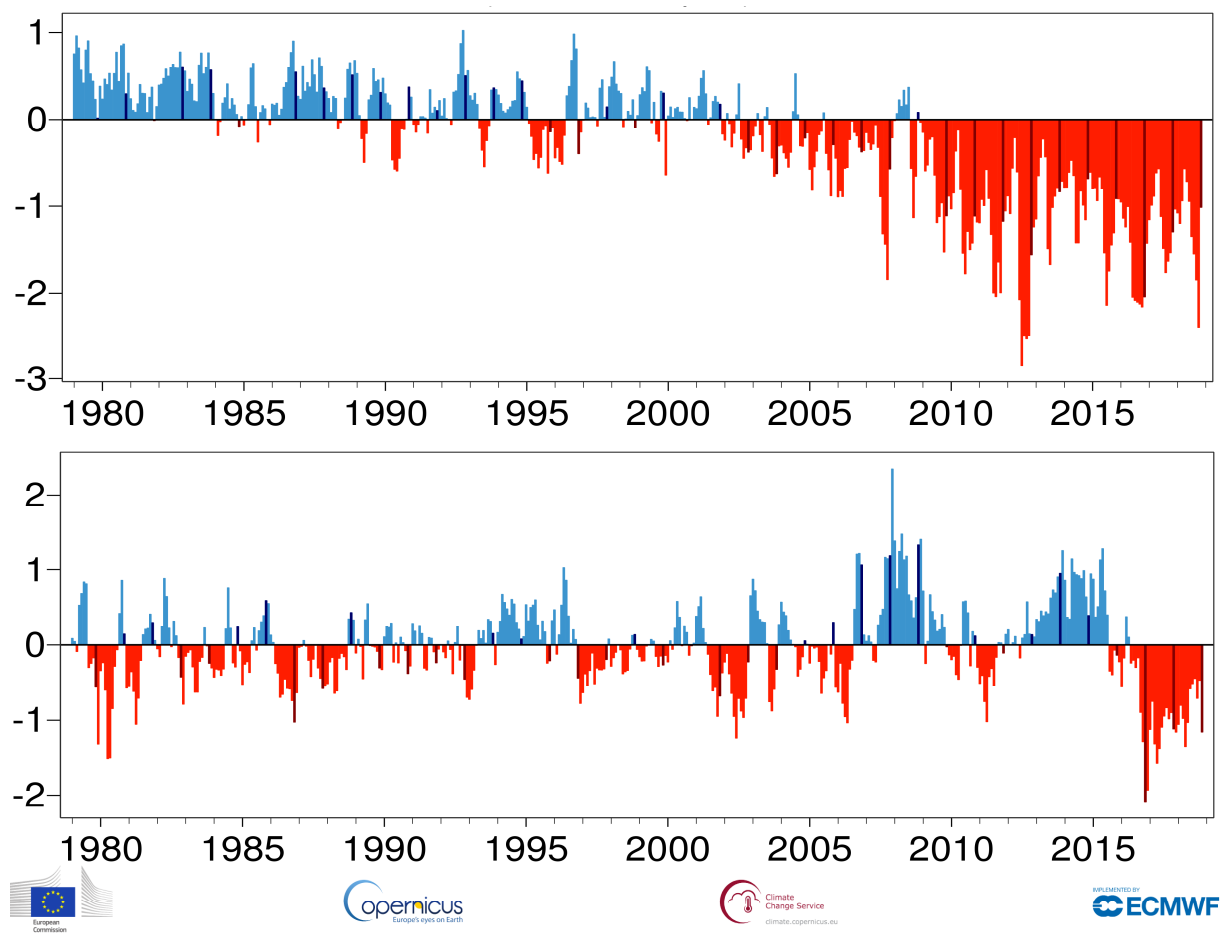 1
0
-1
-2
-3
1980 1985 1990 1995 2000 2005 2010 2015
2
1
0
-1
-2
1980 1985 1990 1995 2000 2005 2010 2015
European
Commission
opernicus
Europe's eyes on Earth
Climate
Change Service
climate.copernicus.eu
IMPLEMENTED BY
ECMWF